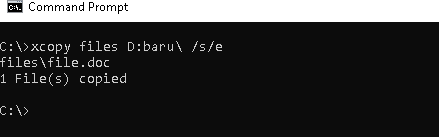 Command Prompt
C:\>xcopy files D:baru\ /s/e
files\file.doc
1 File(s) copied
C:\>